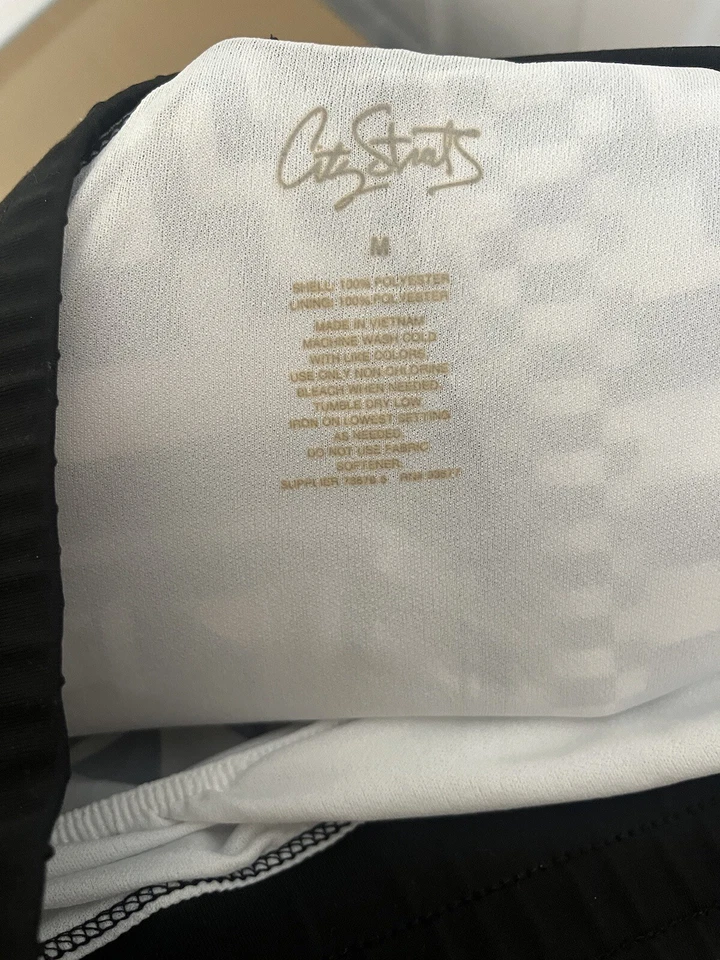 City Streets
M
SHELL: 100% POLYESTER
LINING: 100% POLYESTER
MADE IN VIETNAM
MACHINE WASH COLD
WITH LIKE COLORS
USE ONLY NON-CHLORINE
BLEACH WHEN NEEDED
TUMBLE DRY LOW
IRON ON LOWEST SETTING
AS NEEDED
DO NOT USE FABRIC
SOFTENER
SUPPLIER RN#